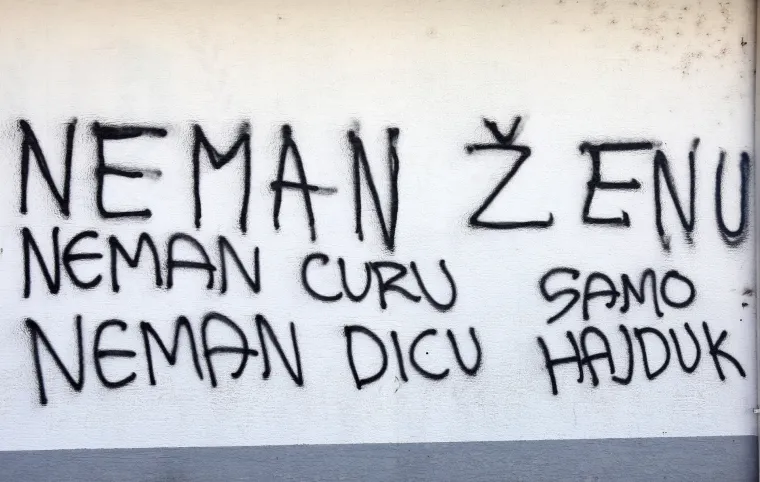 NEMAN ŽENU
NEMAN CURU SAMO
NEMAN DICU HAJDUK